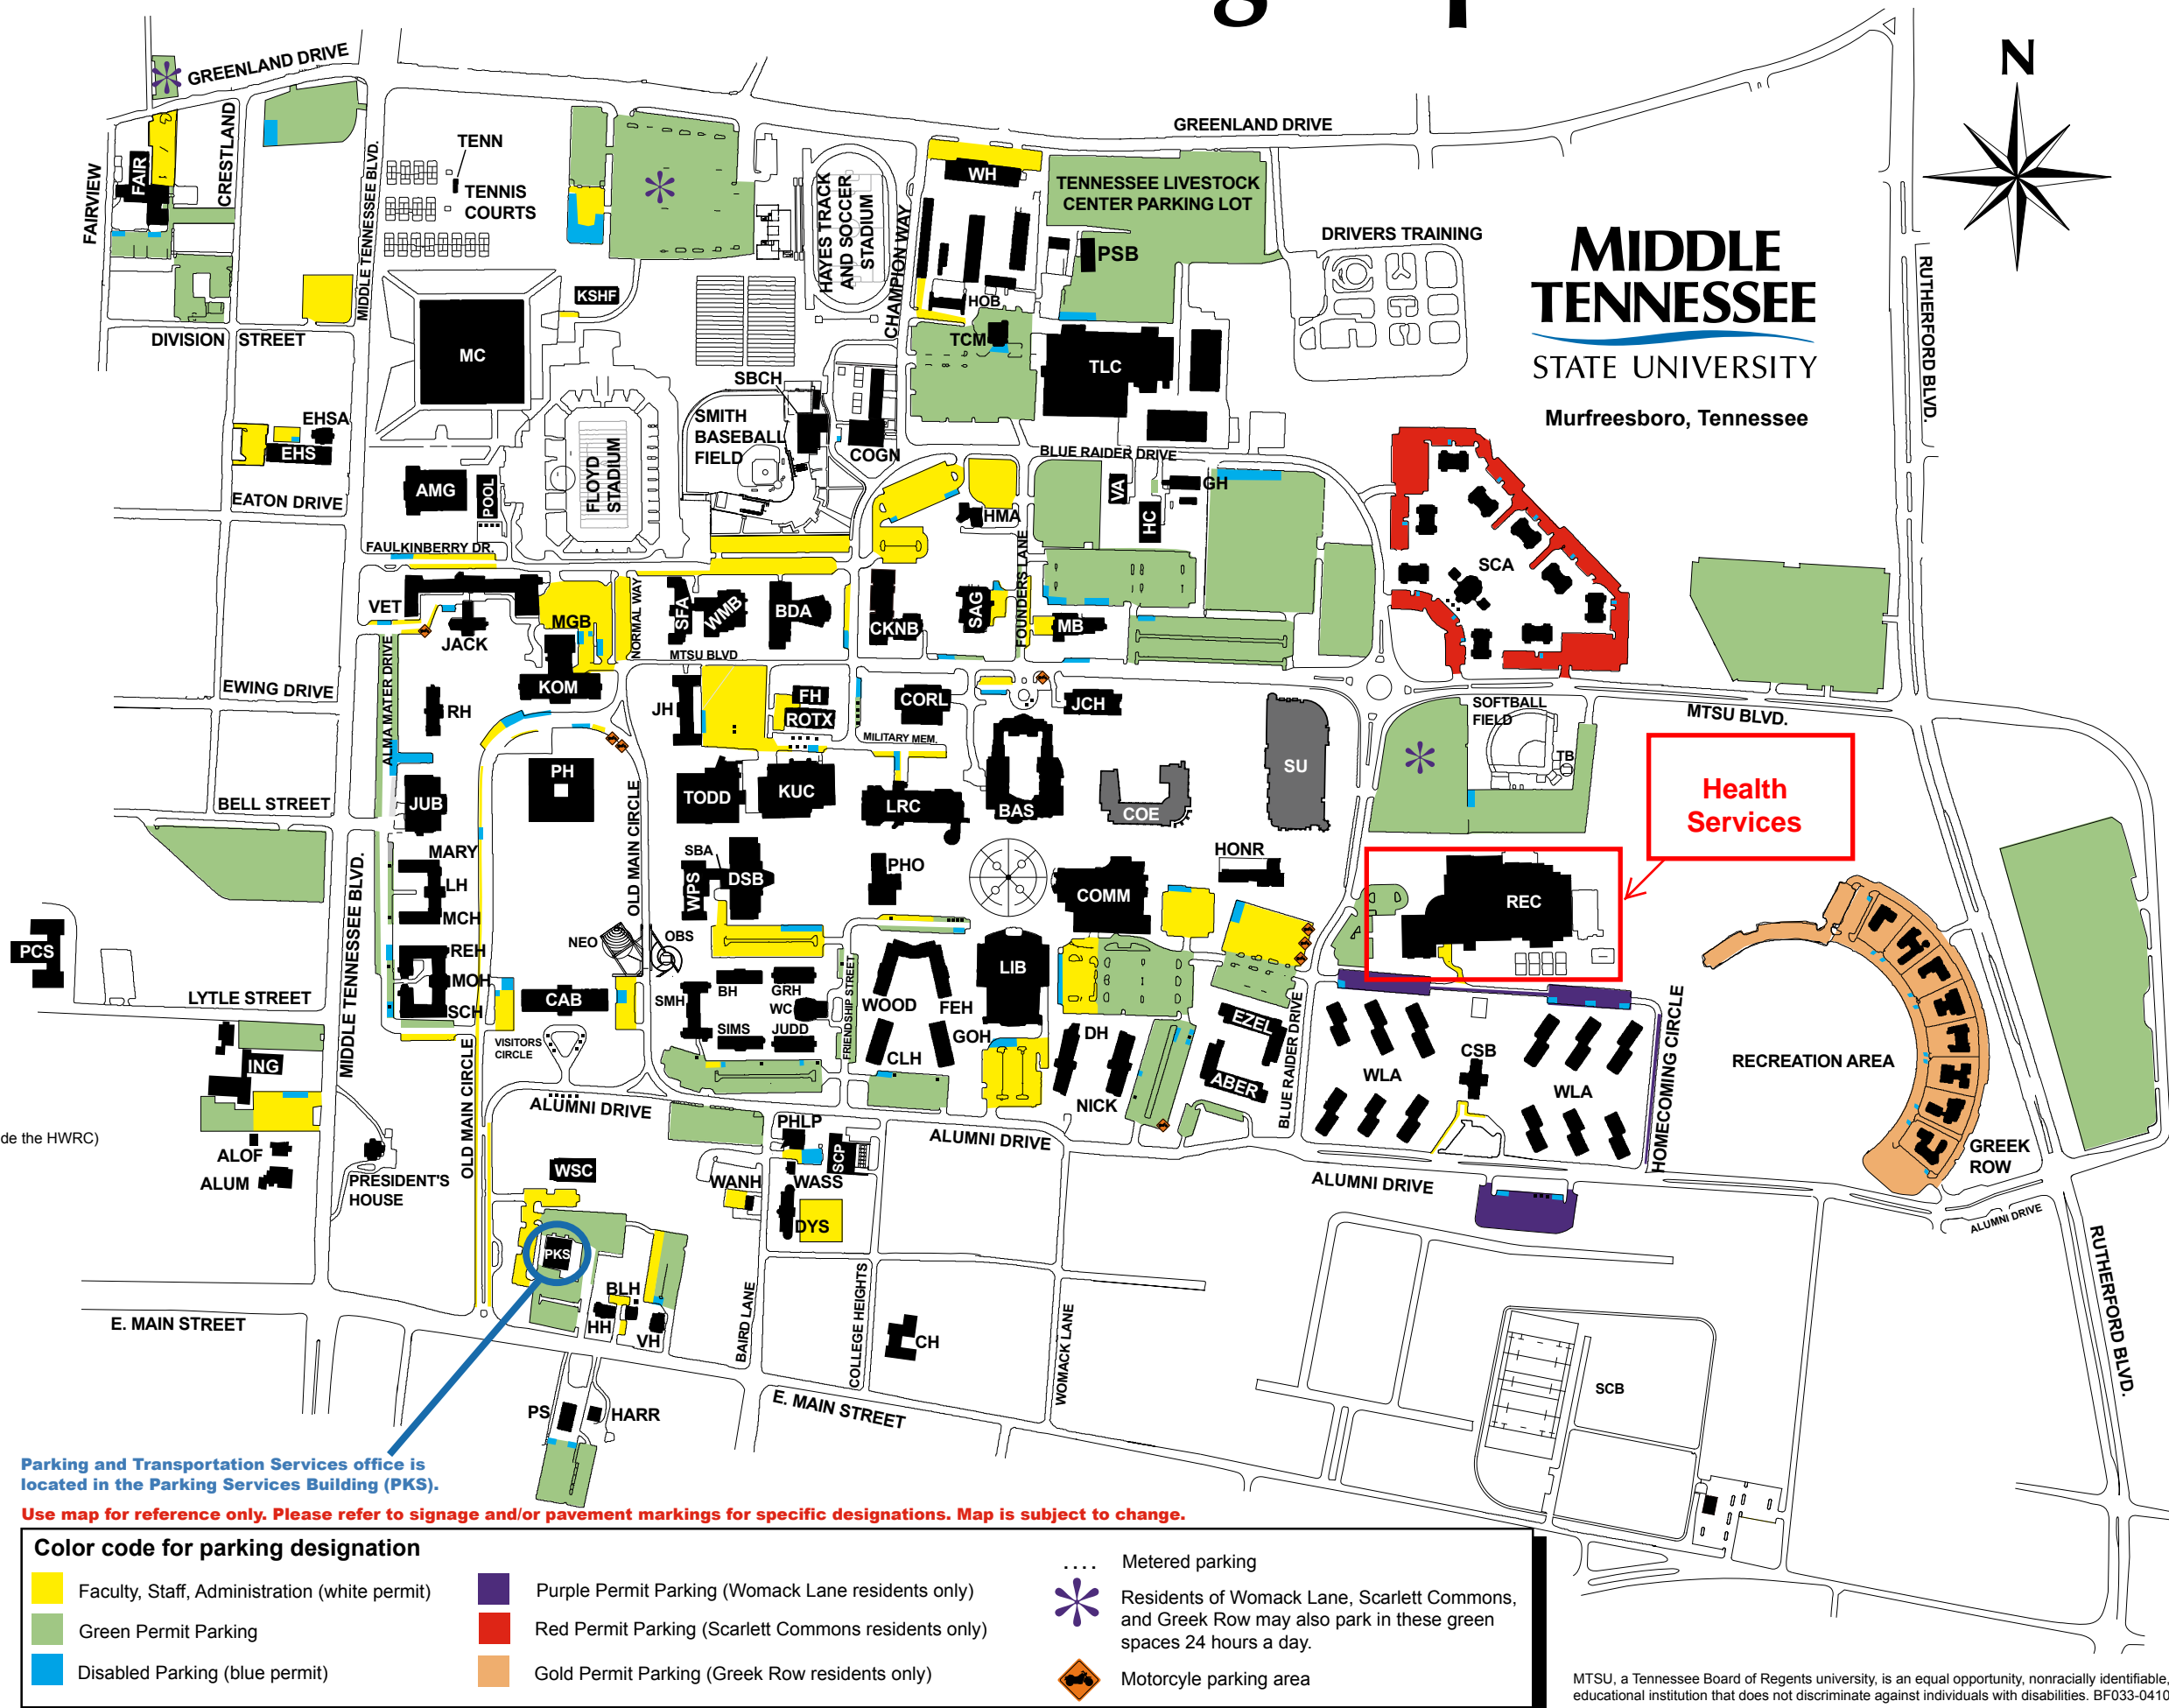 GREENLAND DRIVE
N
GREENLAND DRIVE
FAIRVIEW
FAIR
CRESTLAND
MIDDLE TENNESSEE BLVD.
TENN
TENNIS
COURTS
HAYES TRACK
AND SOCCER
STADIUM
CHAMPION WAY
WH
TENNESSEE LIVESTOCK
CENTER PARKING LOT
PSB
DRIVERS TRAINING
MIDDLE
TENNESSEE
STATE UNIVERSITY
Murfreesboro, Tennessee
RUTHERFORD BLVD.
KSHF
HOB
TCM
TLC
DIVISION STREET
MC
SBCH
SMITH
BASEBALL
FIELD
COGN
EHSA
EHS
FLOYD
STADIUM
BLUE RAIDER DRIVE
AMG
POOL
EATON DRIVE
VA
GH
HC
HMA
FOUNDERS LANE
FAULKINBERRY DR.
SCA
VET
JACK
MGB
NORMAL WAY
SFA
WMB
BDA
CKNB
SAG
MB
MTSU BLVD
ALMA MATER DRIVE
EWING DRIVE
KOM
RH
JH
FH
ROTX
CORL
JCH
MILITARY MEM.
SOFTBALL
FIELD
TB
MTSU BLVD.
Health
Services
PH
OLD MAIN CIRCLE
TODD
KUC
LRC
BAS
COE
SU
BELL STREET
JUB
MARY
LH
MCH
SBA
WPS
DSB
PHO
COMM
HONR
REC
MIDDLE TENNESSEE BLVD.
PCS
REH
MOH
SCH
NEO
OBS
LIB
LYTLE STREET
CAB
SMH
BH
GRH
WC
SIMS
JUDD
FRIENDSHIP STREET
WOOD
FEH
CLH
GOH
DH
NICK
EZEL
ABER
BLUE RAIDER DRIVE
WLA
CSB
WLA
HOMECOMING CIRCLE
RECREATION AREA
GREEK
ROW
ING
VISITORS
CIRCLE
OLD MAIN CIRCLE
ALUMNI DRIVE
ALUMNI DRIVE
ALUMNI DRIVE
ALUMNI DRIVE
de the HWRC)
ALOF
ALUM
PRESIDENT'S
HOUSE
WSC
PHLP
SCP
WANH
WASS
DYS
PKS
BLH
HH
VH
BAIRD LANE
COLLEGE HEIGHTS
CH
WOMACK LANE
RUTHERFORD BLVD.
E. MAIN STREET
E. MAIN STREET
PS
HARR
SCB
Parking and Transportation Services office is
located in the Parking Services Building (PKS).
Use map for reference only. Please refer to signage and/or pavement markings for specific designations. Map is subject to change.
Color code for parking designation
Faculty, Staff, Administration (white permit)
Green Permit Parking
Disabled Parking (blue permit)
Purple Permit Parking (Womack Lane residents only)
Red Permit Parking (Scarlett Commons residents only)
Gold Permit Parking (Greek Row residents only)
.... Metered parking
Residents of Womack Lane, Scarlett Commons,
and Greek Row may also park in these green
spaces 24 hours a day.
Motorcyle parking area
MTSU, a Tennessee Board of Regents university, is an equal opportunity, nonracially identifiable,
educational institution that does not discriminate against individuals with disabilities. BF033-0410